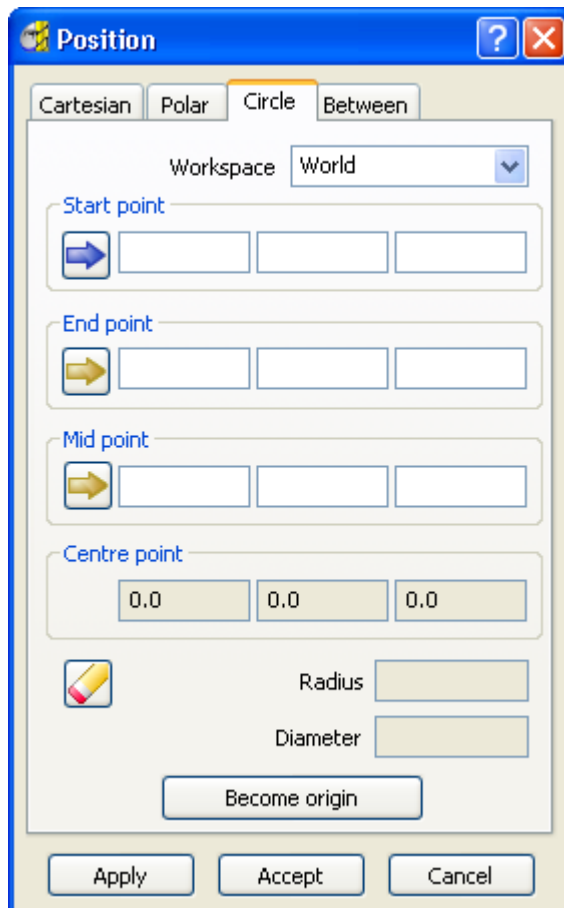 Position
Cartesian Polar Circle Between
Workspace World
Start point
End point
Mid point
Centre point
0.0 0.0 0.0
Radius
Diameter
Become origin
Apply Accept Cancel